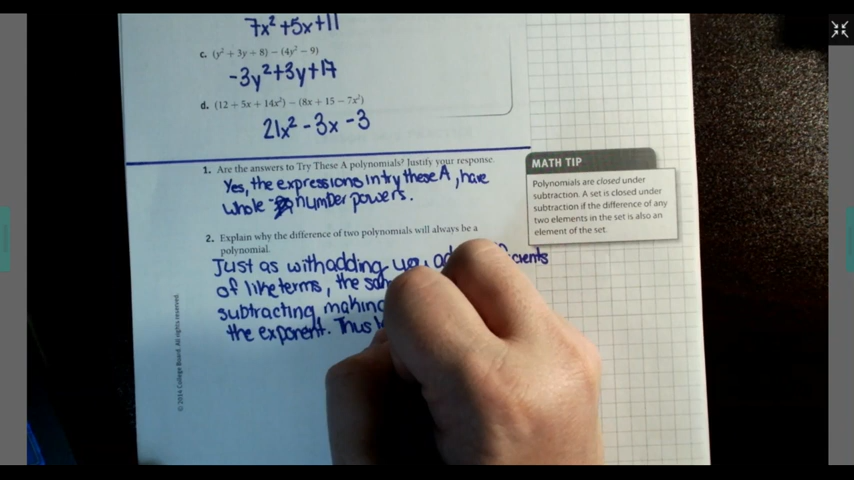 7x² + 5x + 11
c. (y² + 3y + 8) − (4y² − 9)
-3y² + 3y + 17
d. (12 + 5x + 14x²) − (8x + 15 − 7x²)
21x² - 3x - 3
1. Are the answers to Try These A polynomials? Justify your response.
Yes, the expressions in try these A, have
whole number powers.
2. Explain why the difference of two polynomials will always be a
polynomial.
Just as with adding you
of like terms, the
subtracting, making
the exponent. Thus
MATH TIP
Polynomials are closed under
subtraction. A set is closed under
subtraction if the difference of any
two elements in the set is also an
element of the set.
© 2014 College Board. All rights reserved.